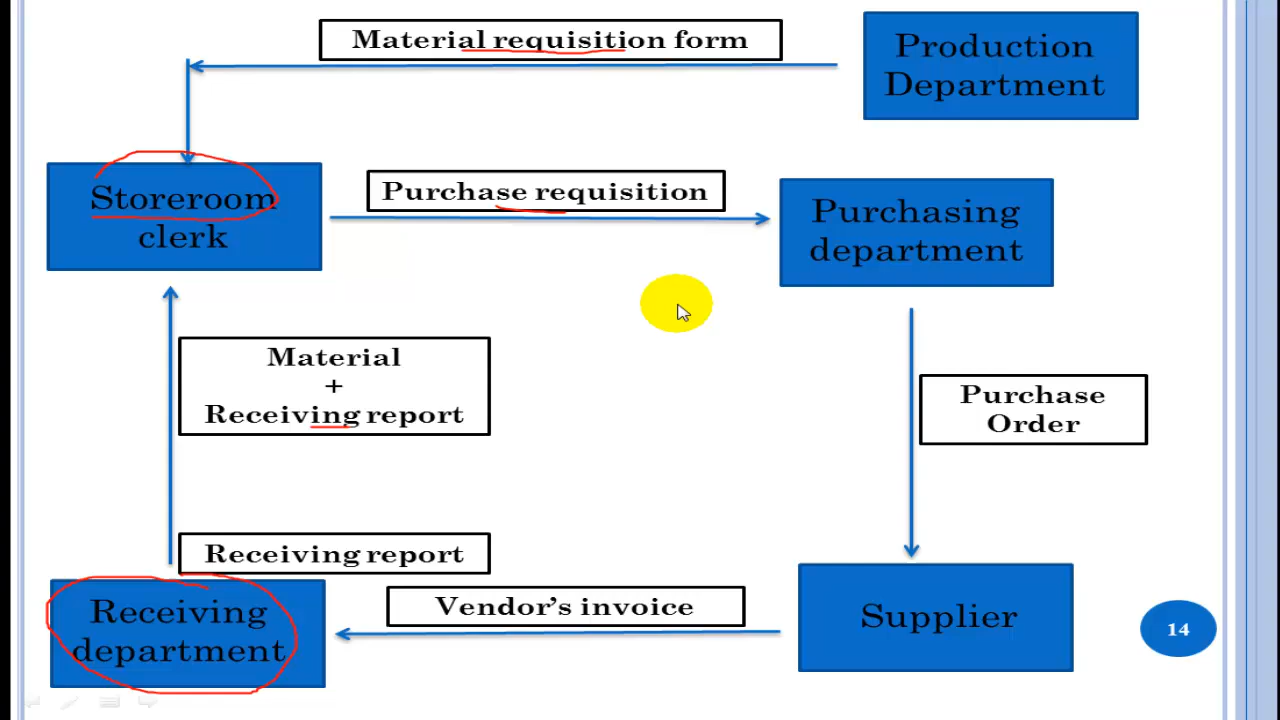 Material requisition form
Production
Department
Storeroom
clerk
Purchase requisition
Purchasing
department
Material
+
Receiving report
Purchase
Order
Receiving report
Receiving
department
Vendor's invoice
Supplier
14